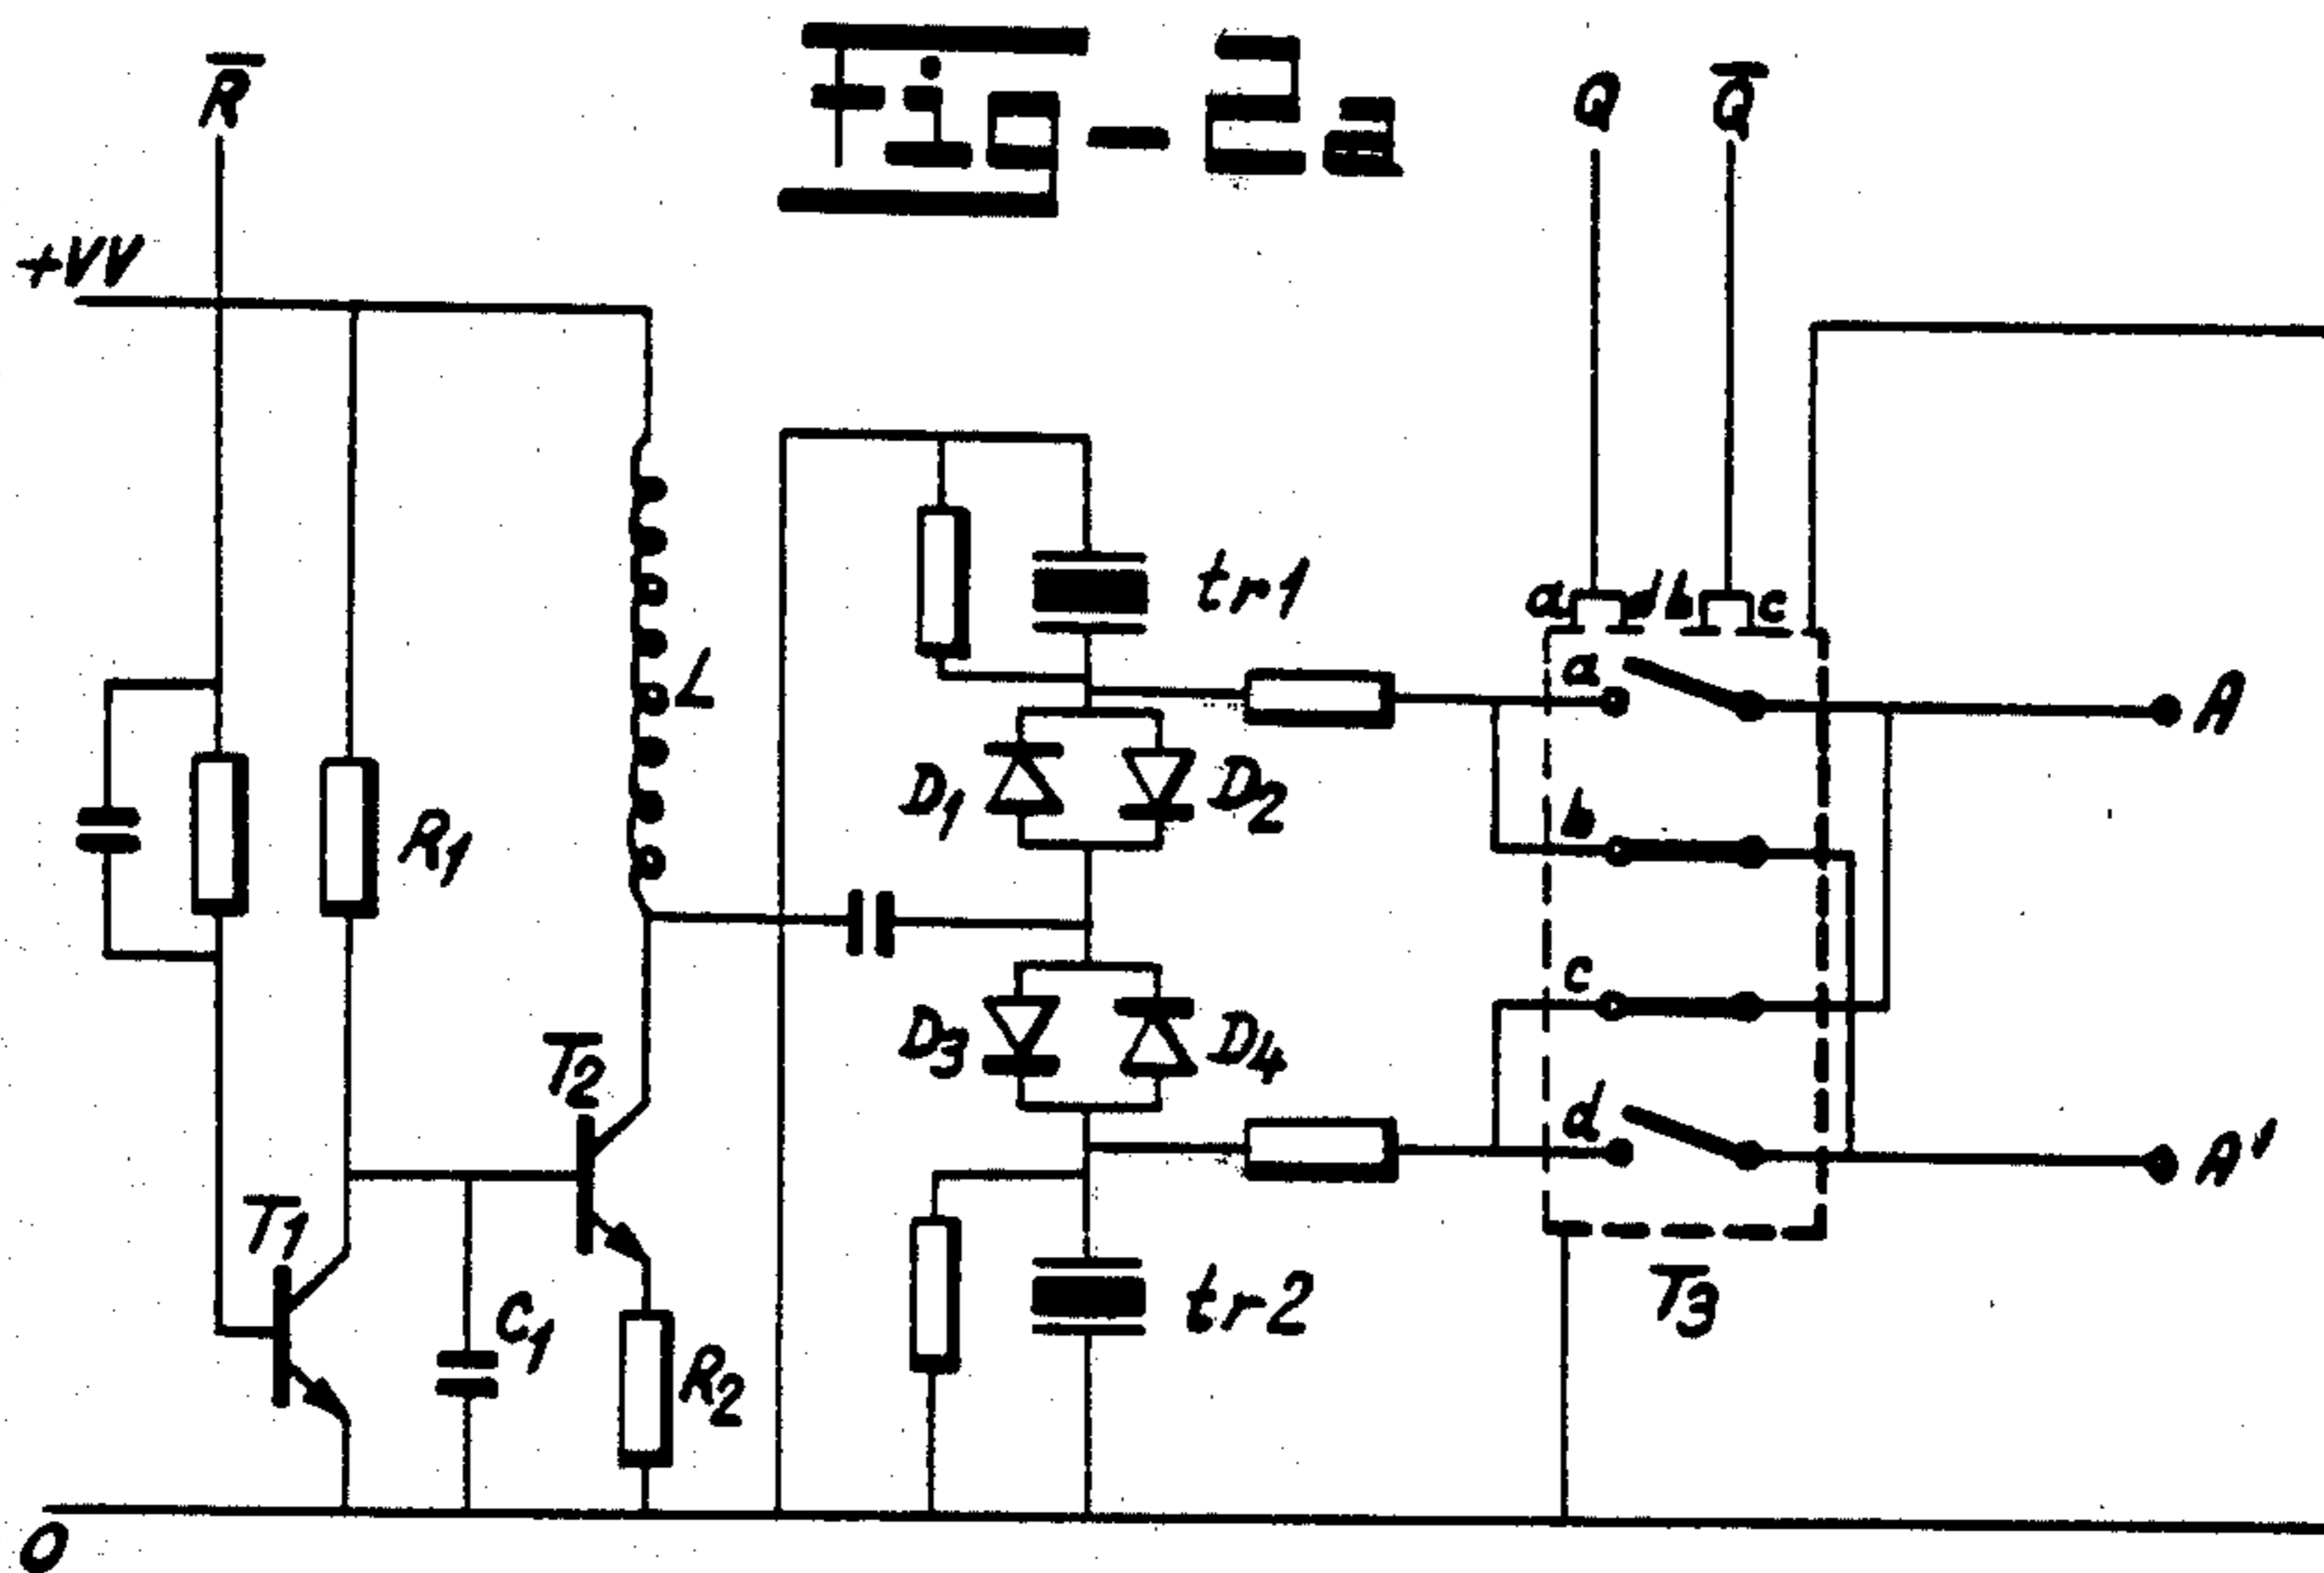 Fig-2a
R̅
Q
Q̅
+VV
a
d
b
c
tr1
L
a
A
D1
D2
b
R1
c
D3
D4
T2
d
A'
T1
C1
tr2
T3
R2
O